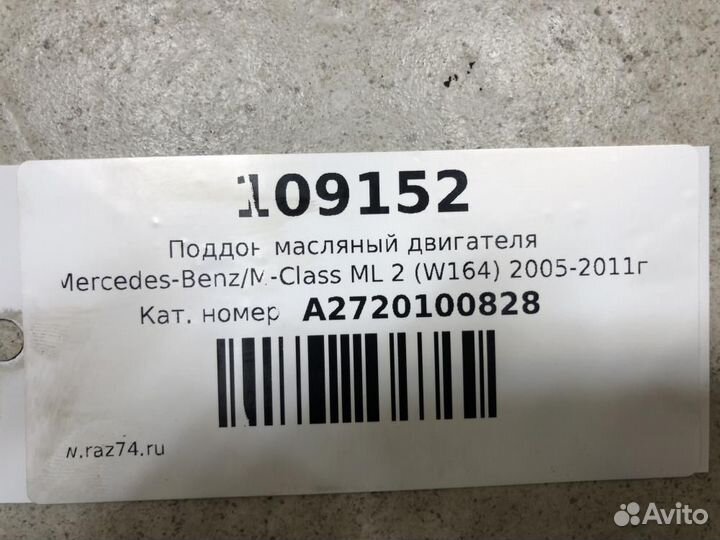 109152
Поддон масляный двигателя
Mercedes-Benz/M-Class ML 2 (W164) 2005-2011г
Кат. номер A2720100828
w.raz74.ru
Avito